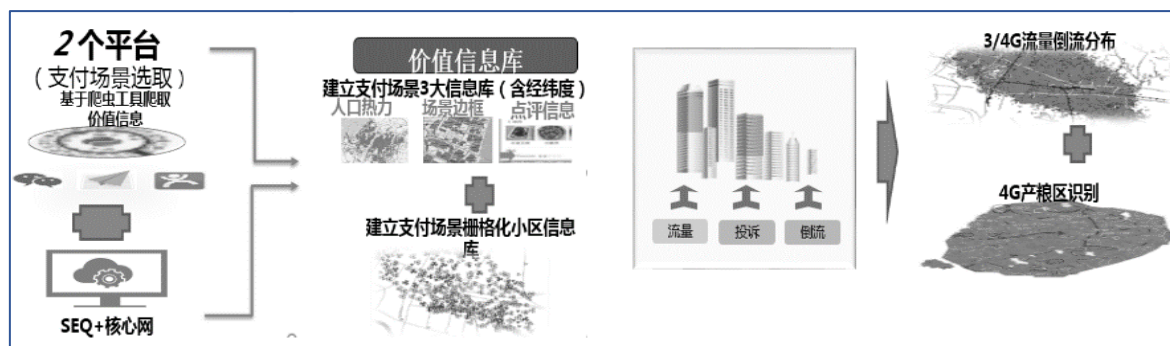 2个平台
（支付场景选取）
基于爬虫工具爬取
价值信息
SEQ+核心网
价值信息库
建立支付场景3大信息库（含经纬度）
人口热力
场景边框
点评信息
建立支付场景栅格化小区信息
库
流量
投诉
倒流
3/4G流量倒流分布
4G产粮区识别